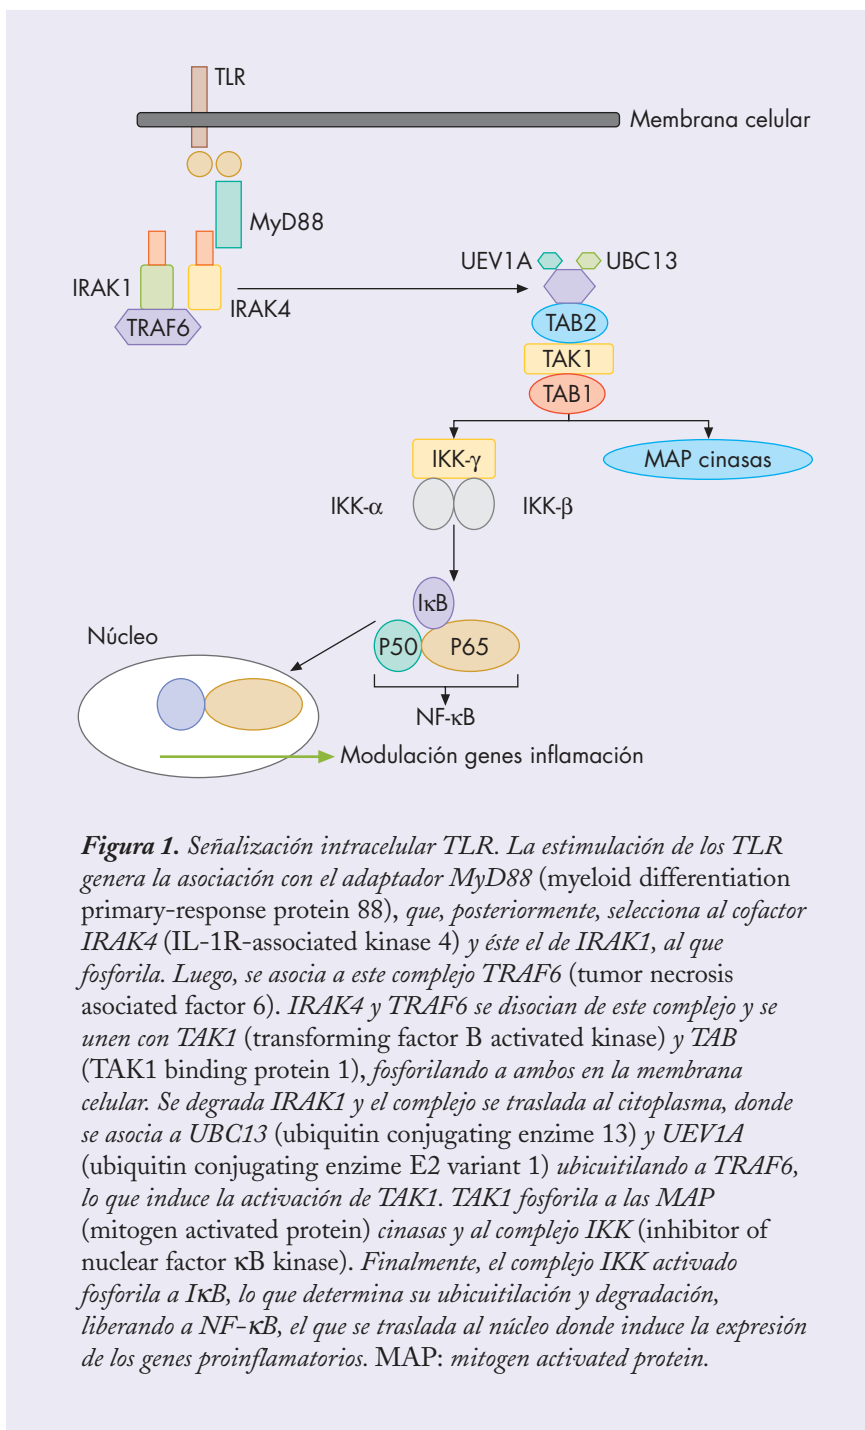 TLR
Membrana celular
MyD88
IRAK1
IRAK4
TRAF6
UEV1A
UBC13
TAB2
TAK1
TAB1
IKK-γ
MAP cinasas
IKK-α
IKK-β
IκB
Núcleo
P50
P65
NF-κB
Modulación genes inflamación
Figura 1. Señalización intracelular TLR. La estimulación de los TLR
genera la asociación con el adaptador MyD88 (myeloid differentiation
primary-response protein 88), que, posteriormente, selecciona al cofactor
IRAK4 (IL-1R-associated kinase 4) y éste el de IRAK1, al que
fosforila. Luego, se asocia a este complejo TRAF6 (tumor necrosis
asociated factor 6). IRAK4 y TRAF6 se disocian de este complejo y se
unen con TAK1 (transforming factor B activated kinase) y TAB
(TAK1 binding protein 1), fosforilando a ambos en la membrana
celular. Se degrada IRAK1 y el complejo se traslada al citoplasma, donde
se asocia a UBC13 (ubiquitin conjugating enzime 13) y UEV1A
(ubiquitin conjugating enzime E2 variant 1) ubicuitilando a TRAF6,
lo que induce la activación de TAK1. TAK1 fosforila a las MAP
(mitogen activated protein) cinasas y al complejo IKK (inhibitor of
nuclear factor κB kinase). Finalmente, el complejo IKK activado
fosforila a IκB, lo que determina su ubicuitilación y degradación,
liberando a NF-κB, el que se traslada al núcleo donde induce la expresión
de los genes proinflamatorios. MAP: mitogen activated protein.